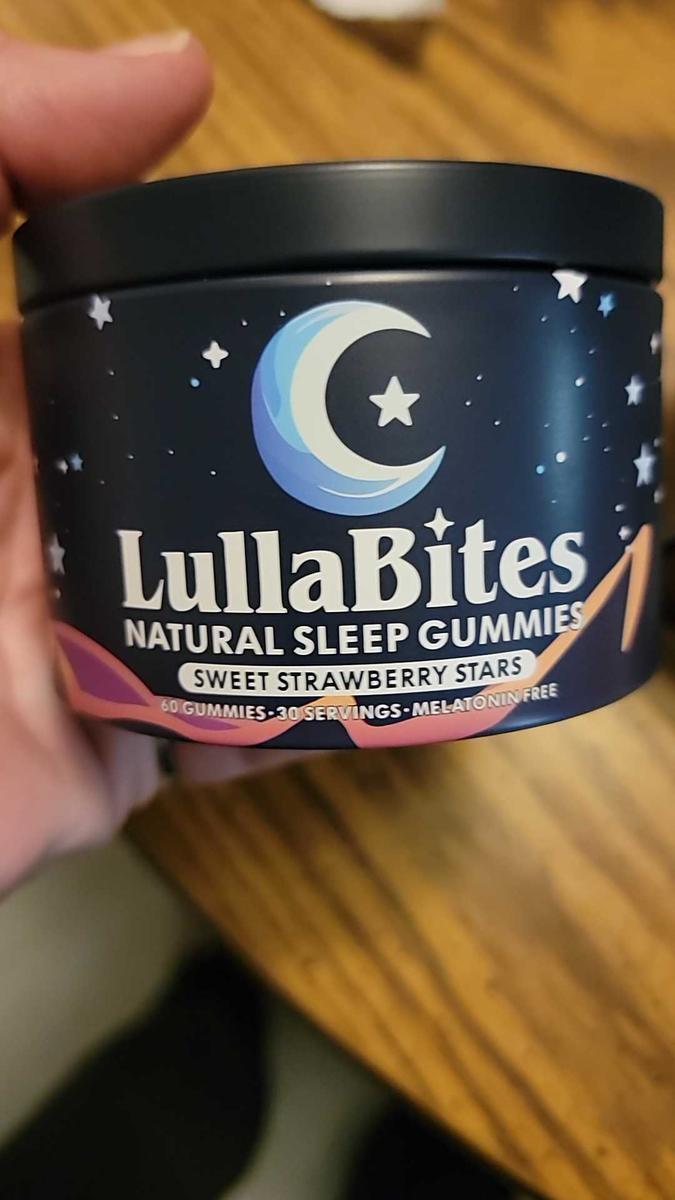 LullaBites
NATURAL SLEEP GUMMIES
SWEET STRAWBERRY STARS
60 GUMMIES•30 SERVINGS•MELATONIN FREE